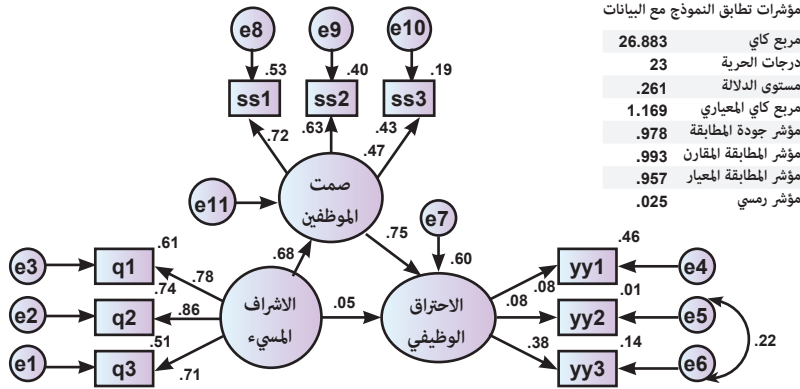 مؤشرات تطابق النموذج مع البيانات
مربع كاي 26.883
درجات الحرية 23
مستوى الدلالة .261
مربع كاي المعياري 1.169
مؤشر جودة المطابقة .978
مؤشر المطابقة المقارن .993
مؤشر المطابقة المعيار .957
مؤشر رمسي .025
e8 e9 e10
.53 .40 .19
ss1 ss2 ss3
.72 .63 .43
.47
صمت
الموظفين
e11
e7
.68 .75 .60
e3 q1 .61
.78
e2 q2 .74
.86
e1 q3 .51
.71
الاشراف
المسيء
.05
الاحتراق
الوظيفي
.46
yy1 e4
.08 .01
.08 yy2 e5
.38 .14
yy3 e6
.22